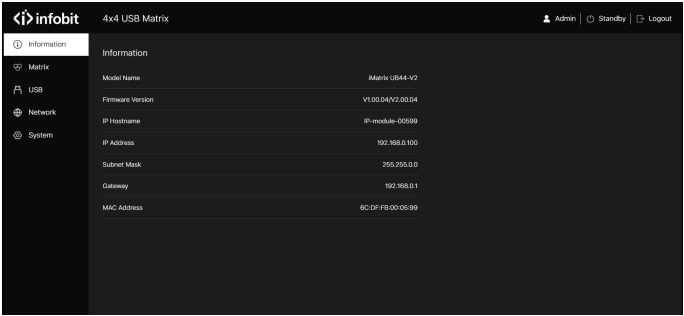 <i> infobit 4x4 USB Matrix Admin Standby Logout
Information
Matrix
USB
Network
System
Information
Model Name iMatrix UB44-V2
Firmware Version V1.00.04/V2.00.04
IP Hostname IP-module-00599
IP Address 192.168.0.100
Subnet Mask 255.255.0.0
Gateway 192.168.0.1
MAC Address 6C:DF:FB:00:05:99